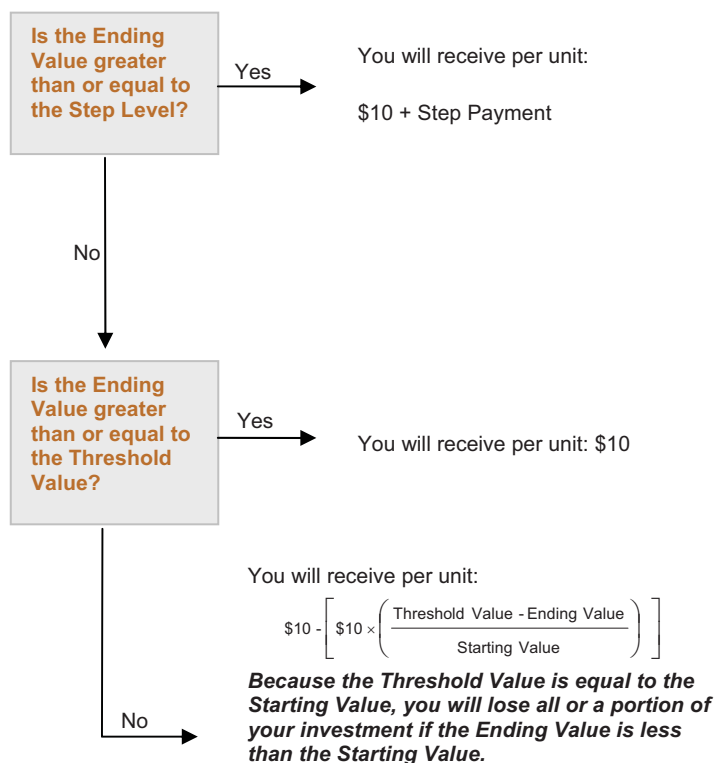 Is the Ending
Value greater
than or equal to
the Step Level?
Yes
You will receive per unit:
$10 + Step Payment
No
Is the Ending
Value greater
than or equal to
the Threshold
Value?
Yes
You will receive per unit: $10
No
You will receive per unit:
$10 - [ $10 × ( Threshold Value - Ending Value / Starting Value ) ]
Because the Threshold Value is equal to the
Starting Value, you will lose all or a portion of
your investment if the Ending Value is less
than the Starting Value.